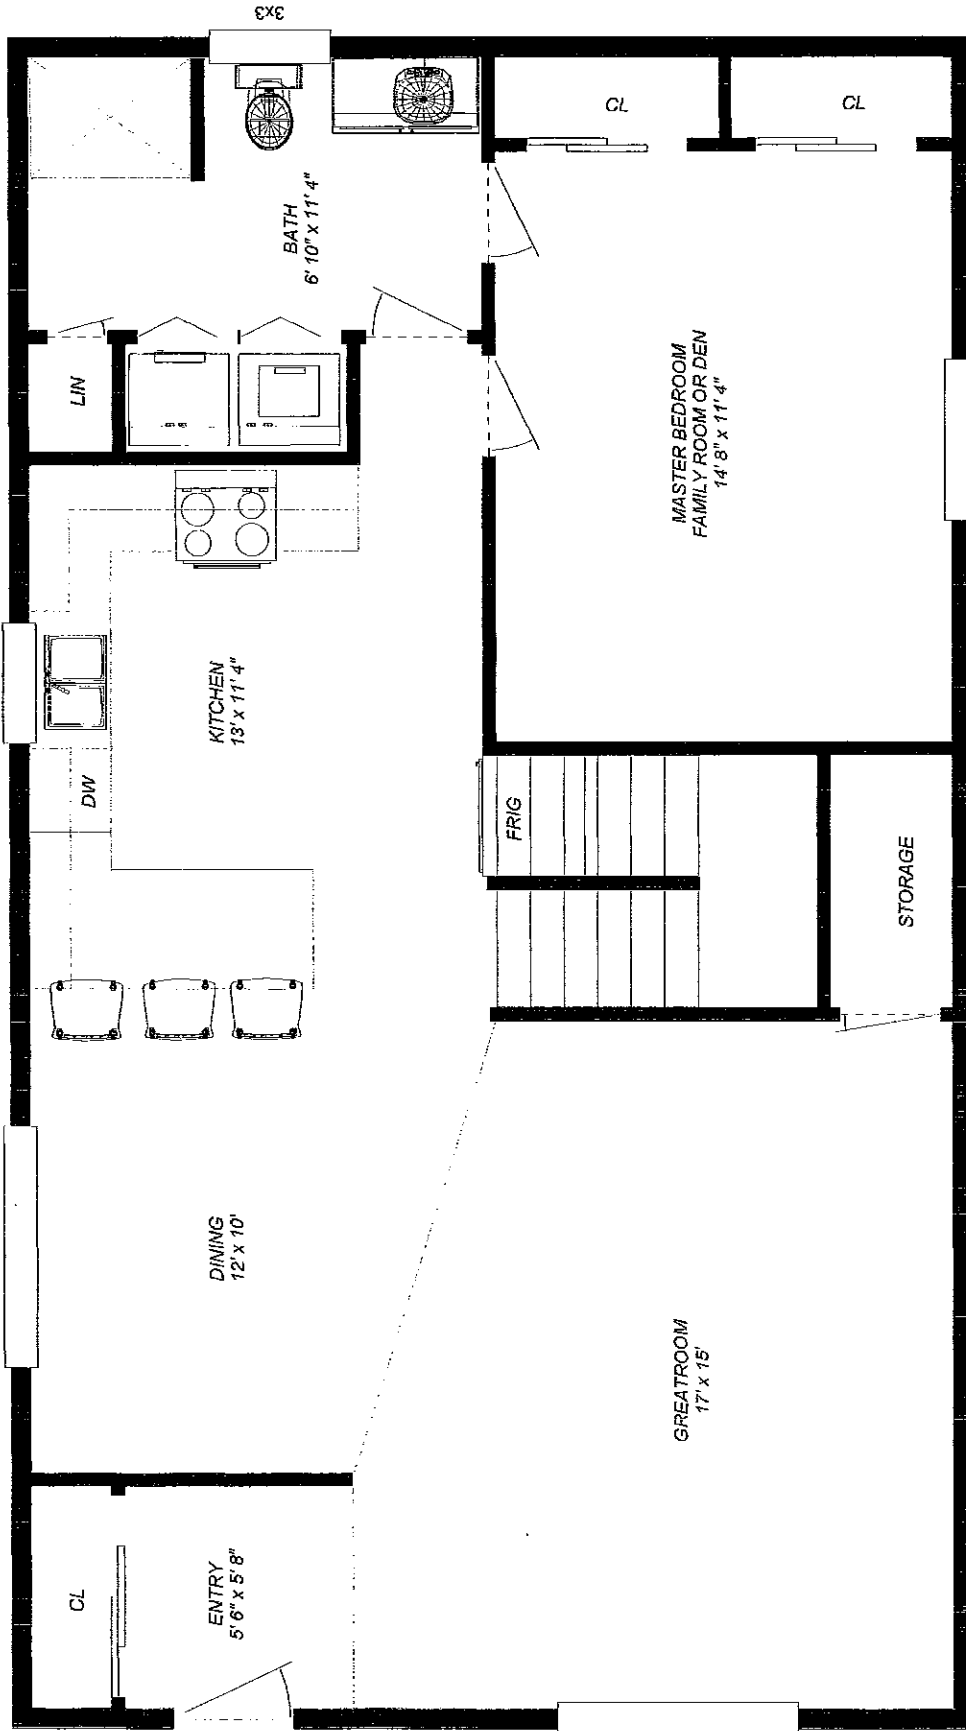 3x3
CL
CL
BATH
6' 10" x 11' 4"
LIN
MASTER BEDROOM
FAMILY ROOM OR DEN
14' 8" x 11' 4"
KITCHEN
13' x 11' 4"
DW
FRIG
STORAGE
DINING
12' x 10'
GREATROOM
17' x 15'
CL
ENTRY
5' 6" x 5' 8"